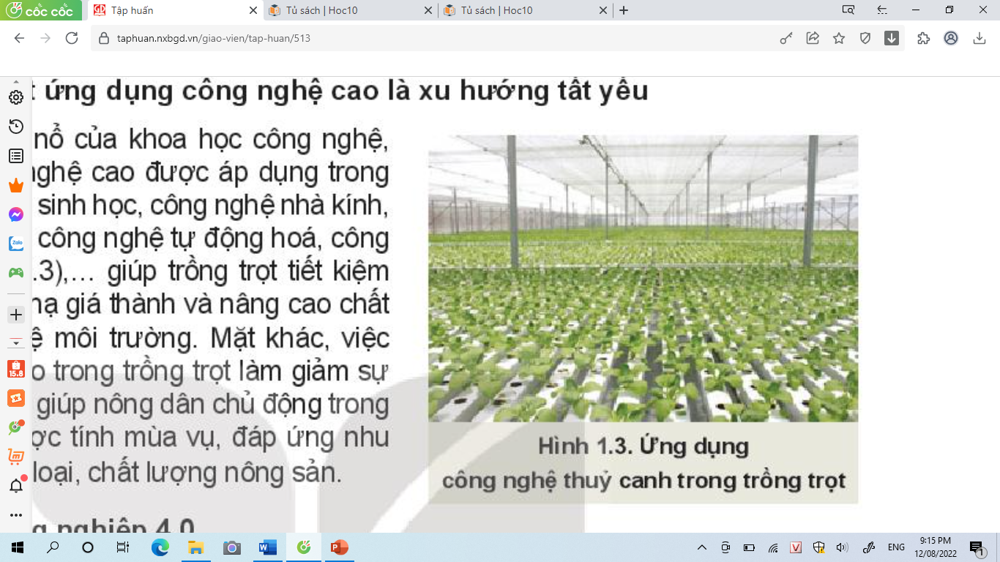 cốc cốc
Tập huấn
Tủ sách | Hoc10
Tủ sách | Hoc10
taphuan.nxbgd.vn/giao-vien/tap-huan/513
ứng dụng công nghệ cao là xu hướng tất yếu
nổ của khoa học công nghệ,
nghệ cao được áp dụng trong
sinh học, công nghệ nhà kính,
công nghệ tự động hoá, công
.3),... giúp trồng trọt tiết kiệm
hạ giá thành và nâng cao chất
môi trường. Mặt khác, việc
trong trồng trọt làm giảm sự
giúp nông dân chủ động trong
tính mùa vụ, đáp ứng nhu
loại, chất lượng nông sản.
nghiệp 4.0
Hình 1.3. Ứng dụng
công nghệ thuỷ canh trong trồng trọt
Zalo
15.8
ENG
9:15 PM
12/08/2022
1